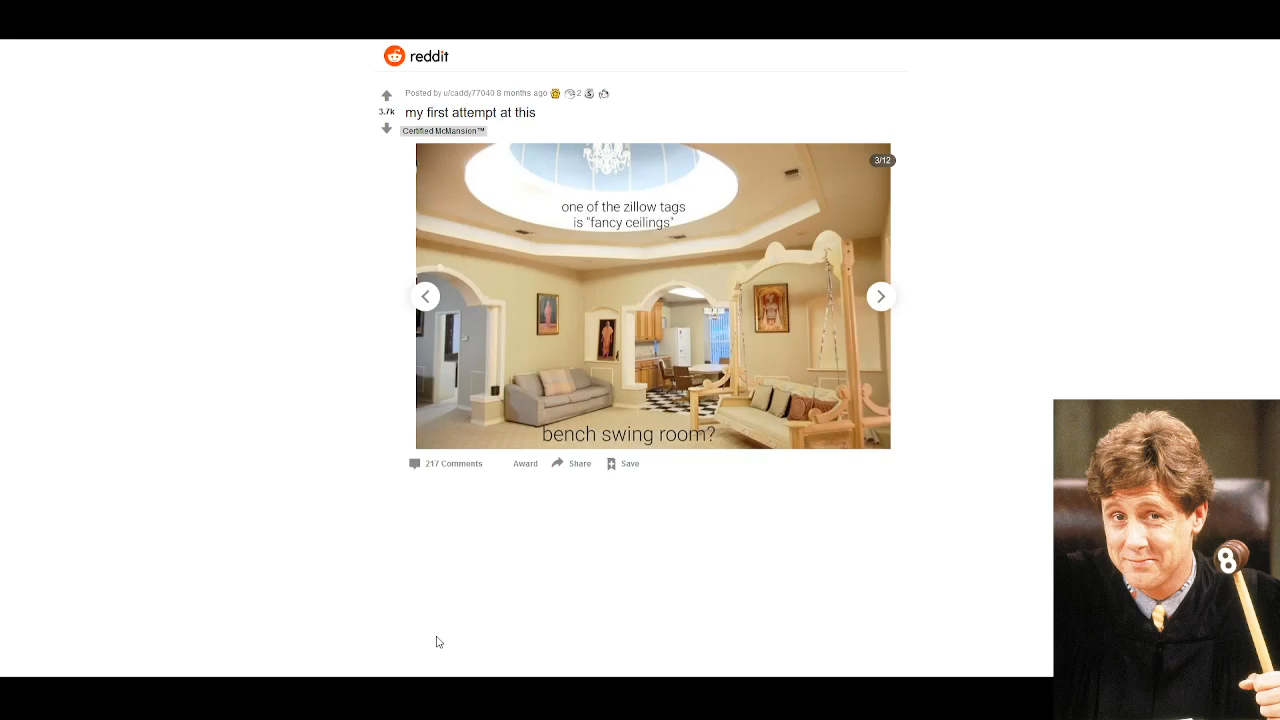 reddit
Posted by u/caddy77040 8 months ago 2 S
3.7k
my first attempt at this
Certified McMansion™
3/12
one of the zillow tags
is "fancy ceilings"
bench swing room?
217 Comments Award Share Save
8